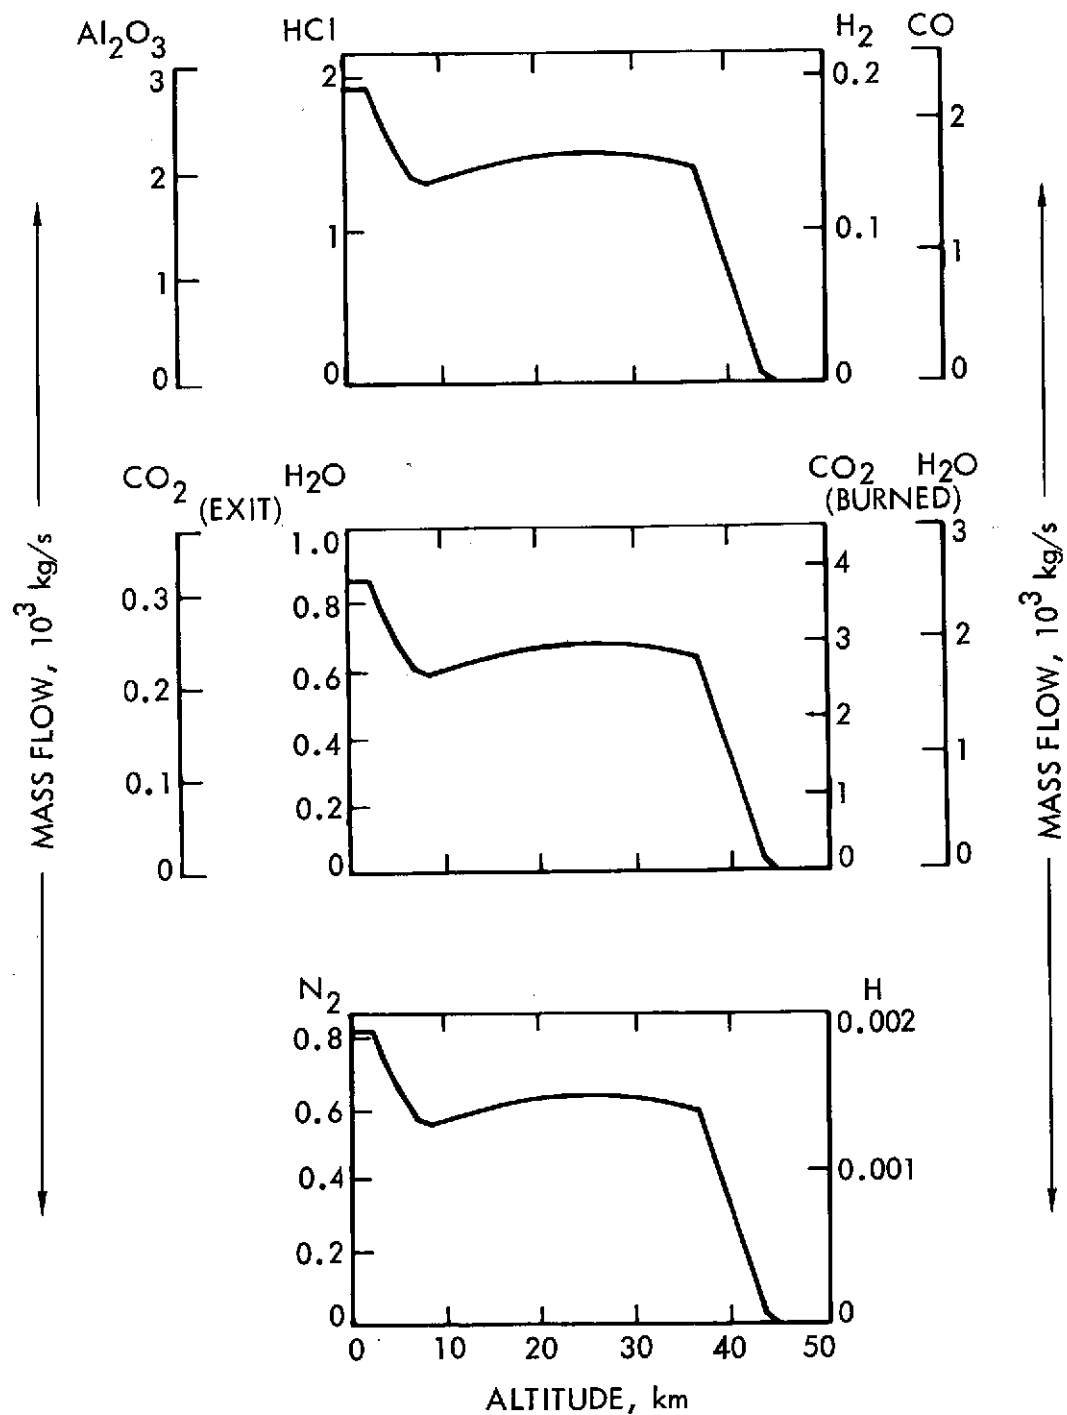 Al2O3 HCl H2 CO
3 2 0.2 2
2 1 0.1 1
1
0 0 0 0
CO2 (EXIT) H2O CO2 (BURNED) H2O
1.0 3
0.3 0.8 4 2
0.2 0.6 3
0.4 2 1
0.1 0.2 1
0 0 0 0
MASS FLOW, 10³ kg/s
MASS FLOW, 10³ kg/s
N2 H
0.8 0.002
0.6
0.4 0.001
0.2
0 0
0 10 20 30 40 50
ALTITUDE, km